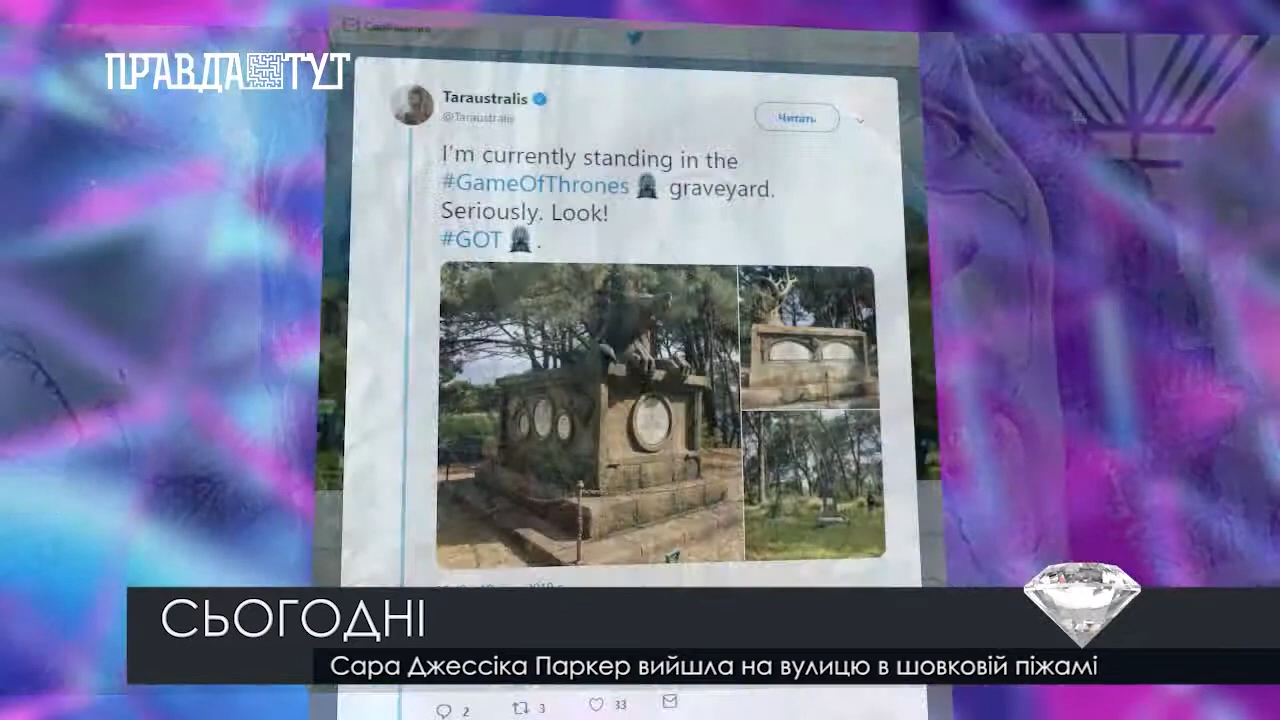 ПРАВДА ТУТ
Taraustralis
@Taraustralis
Читать
I'm currently standing in the
#GameOfThrones graveyard.
Seriously. Look!
#GOT .
СЬОГОДНІ
Сара Джессіка Паркер вийшла на вулицю в шовковій піжамі
2 3 33